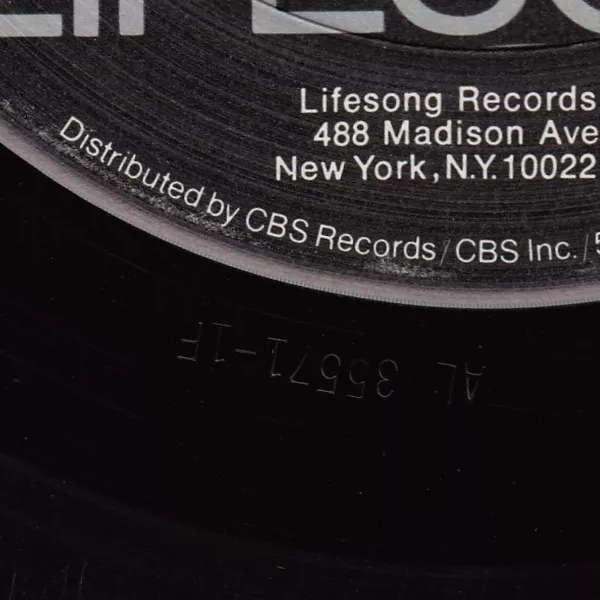 Lifesong Records
488 Madison Ave
New York, N.Y. 10022
Distributed by CBS Records/CBS Inc./
AL 35571-1F